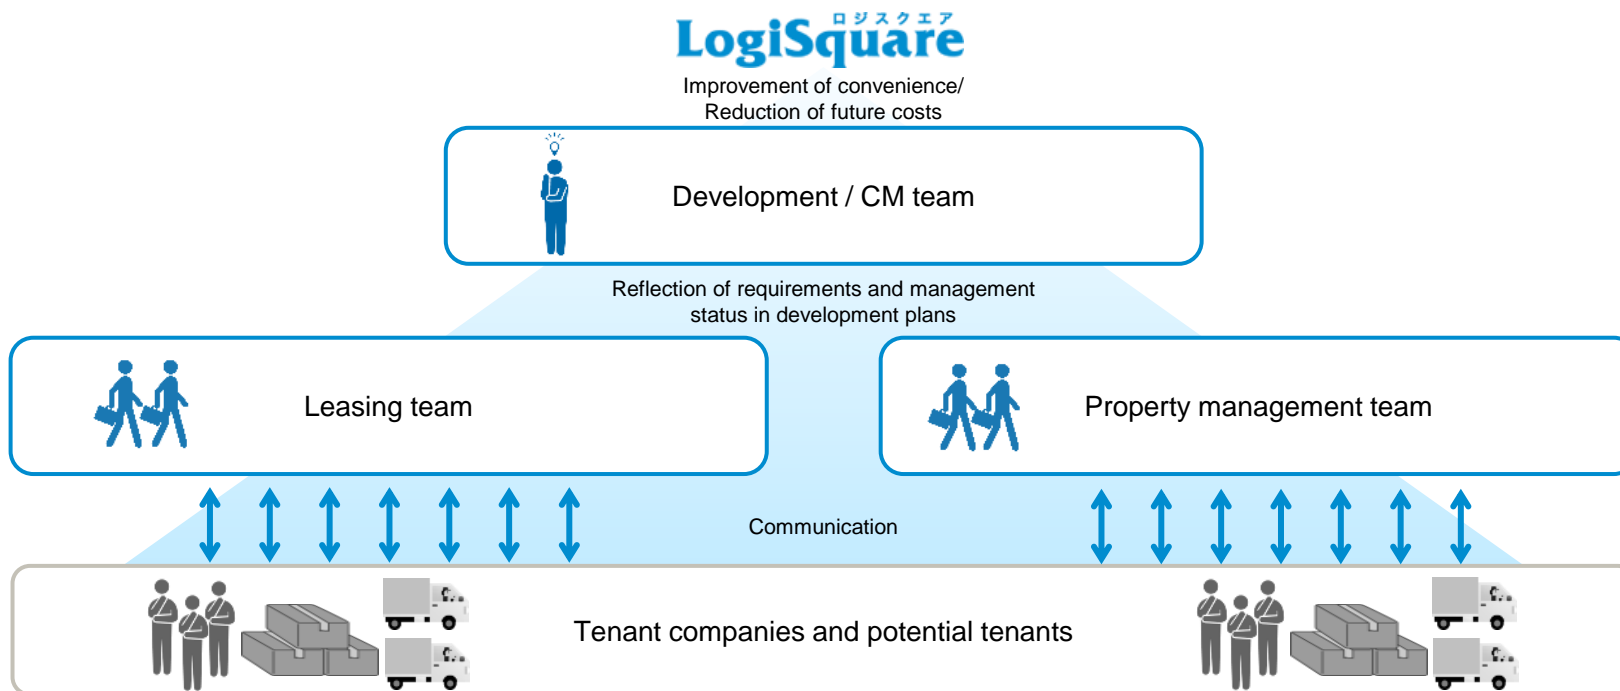 ロジスクエア
LogiSquare
Improvement of convenience/
Reduction of future costs
Development / CM team
Reflection of requirements and management
status in development plans
Leasing team
Property management team
Communication
Tenant companies and potential tenants